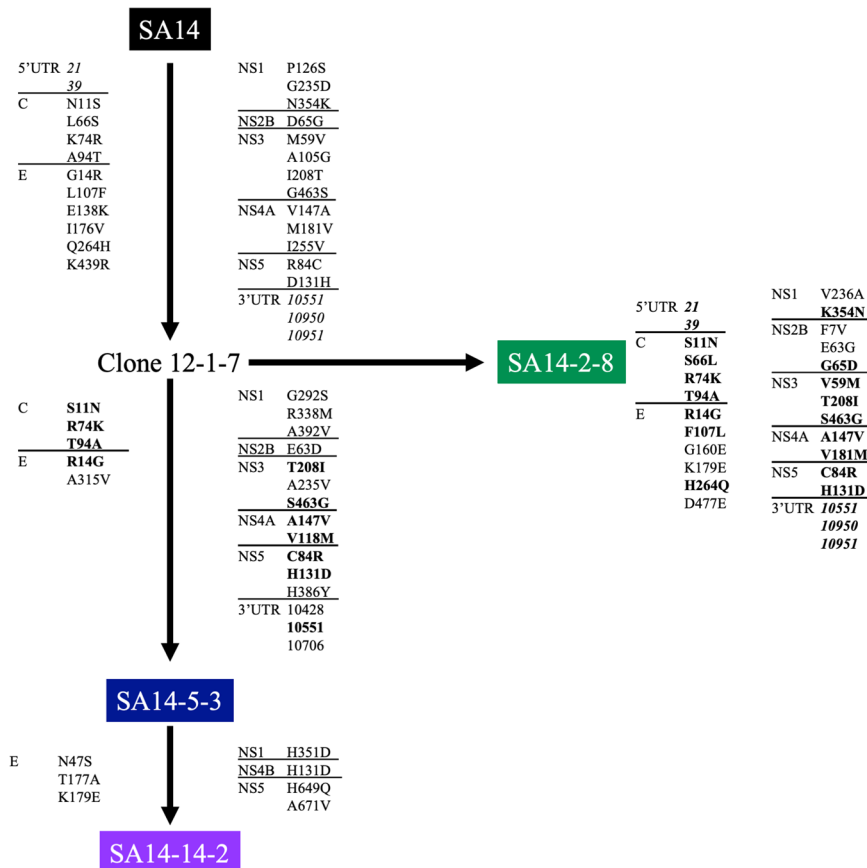 SA14
5’UTR 21
39
C N11S
L66S
K74R
A94T
E G14R
L107F
E138K
I176V
Q264H
K439R
NS1 P126S
G235D
N354K
NS2B D65G
NS3 M59V
A105G
I208T
G463S
NS4A V147A
M181V
I255V
NS5 R84C
D131H
3’UTR 10551
10950
10951
Clone 12-1-7
SA14-2-8
5’UTR 21
39
C S11N
S66L
R74K
T94A
E R14G
F107L
G160E
K179E
H264Q
D477E
NS1 V236A
K354N
NS2B F7V
E63G
G65D
NS3 V59M
T208I
S463G
NS4A A147V
V181M
NS5 C84R
H131D
3’UTR 10551
10950
10951
C S11N
R74K
T94A
E R14G
A315V
NS1 G292S
R338M
A392V
NS2B E63D
NS3 T208I
A235V
S463G
NS4A A147V
V118M
NS5 C84R
H131D
H386Y
3’UTR 10428
10551
10706
SA14-5-3
E N47S
T177A
K179E
NS1 H351D
NS4B H131D
NS5 H649Q
A671V
SA14-14-2